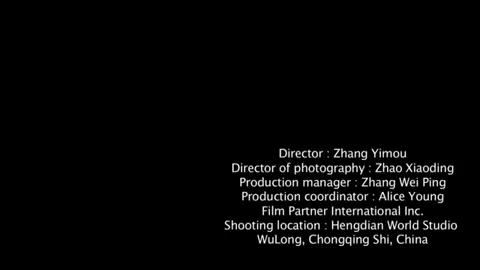 Director : Zhang Yimou
Director of photography : Zhao Xiaoding
Production manager : Zhang Wei Ping
Production coordinator : Alice Young
Film Partner International Inc.
Shooting location : Hengdian World Studio
WuLong, Chongqing Shi, China